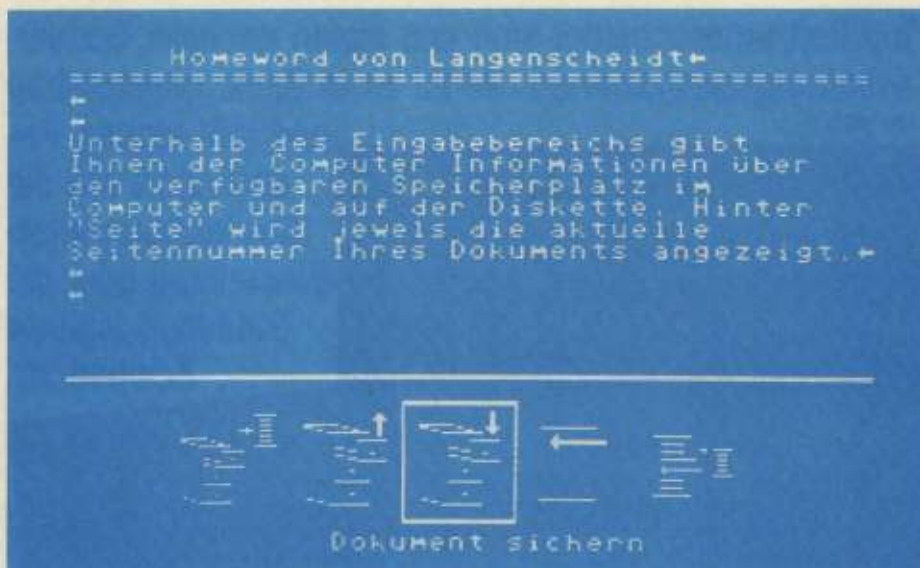 Homeword von Langenscheidt←
========================================
←
←
Unterhalb des Eingabebereichs gibt
Ihnen der Computer Informationen über
den verfügbaren Speicherplatz im
Computer und auf der Diskette. Hinter
"Seite" wird jewels die aktuelle
Seitennummer Ihres Dokuments angezeigt.←
←
←
Dokument sichern